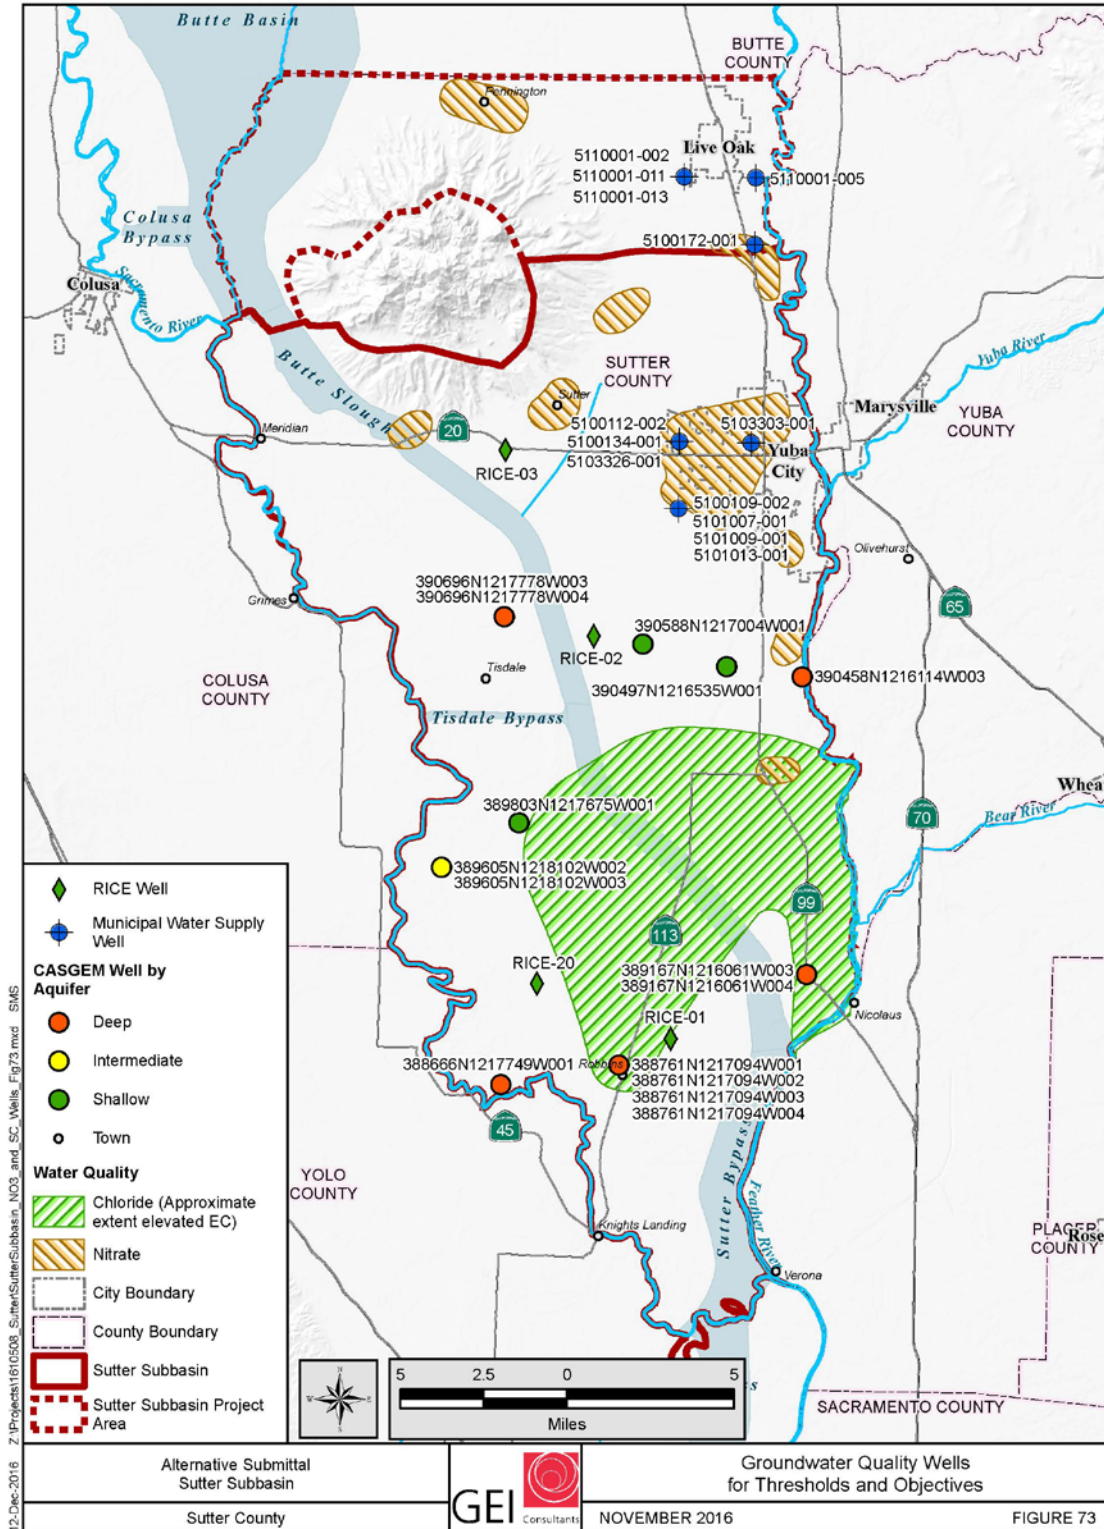 Butte Basin
BUTTE
COUNTY
Pennington
Live Oak
5110001-002
5110001-011
5110001-013
5110001-005
Colusa
Bypass
5100172-001
Colusa
Sacramento River
Butte Slough
SUTTER
COUNTY
Yuba River
Sutter
Marysville
YUBA
COUNTY
Meridian
20
RICE-03
5100112-002
5100134-001
5103326-001
5103303-001
Yuba
City
5100109-002
5101007-001
5101009-001
5101013-001
Olivehurst
65
Grimes
390696N1217778W003
390696N1217778W004
RICE-02
390588N1217004W001
390497N1216535W001
390458N1216114W003
COLUSA
COUNTY
Tisdale
Tisdale Bypass
Whea
Bear River
70
389803N1217675W001
389605N1218102W002
389605N1218102W003
99
113
RICE-20
389167N1216061W003
389167N1216061W004
RICE-01
Nicolaus
388666N1217749W001
Robbins
388761N1217094W001
388761N1217094W002
388761N1217094W003
388761N1217094W004
45
YOLO
COUNTY
Sutter Bypass
Feather River
Knights Landing
Verona
PLACER
COUNTY
Rose
SACRAMENTO COUNTY
RICE Well
Municipal Water Supply
Well
CASGEM Well by
Aquifer
Deep
Intermediate
Shallow
Town
Water Quality
Chloride (Approximate
extent elevated EC)
Nitrate
City Boundary
County Boundary
Sutter Subbasin
Sutter Subbasin Project
Area
N
5 2.5 0 5
Miles
ss
Alternative Submittal
Sutter Subbasin
Sutter County
GEI Consultants
Groundwater Quality Wells
for Thresholds and Objectives
NOVEMBER 2016
FIGURE 73